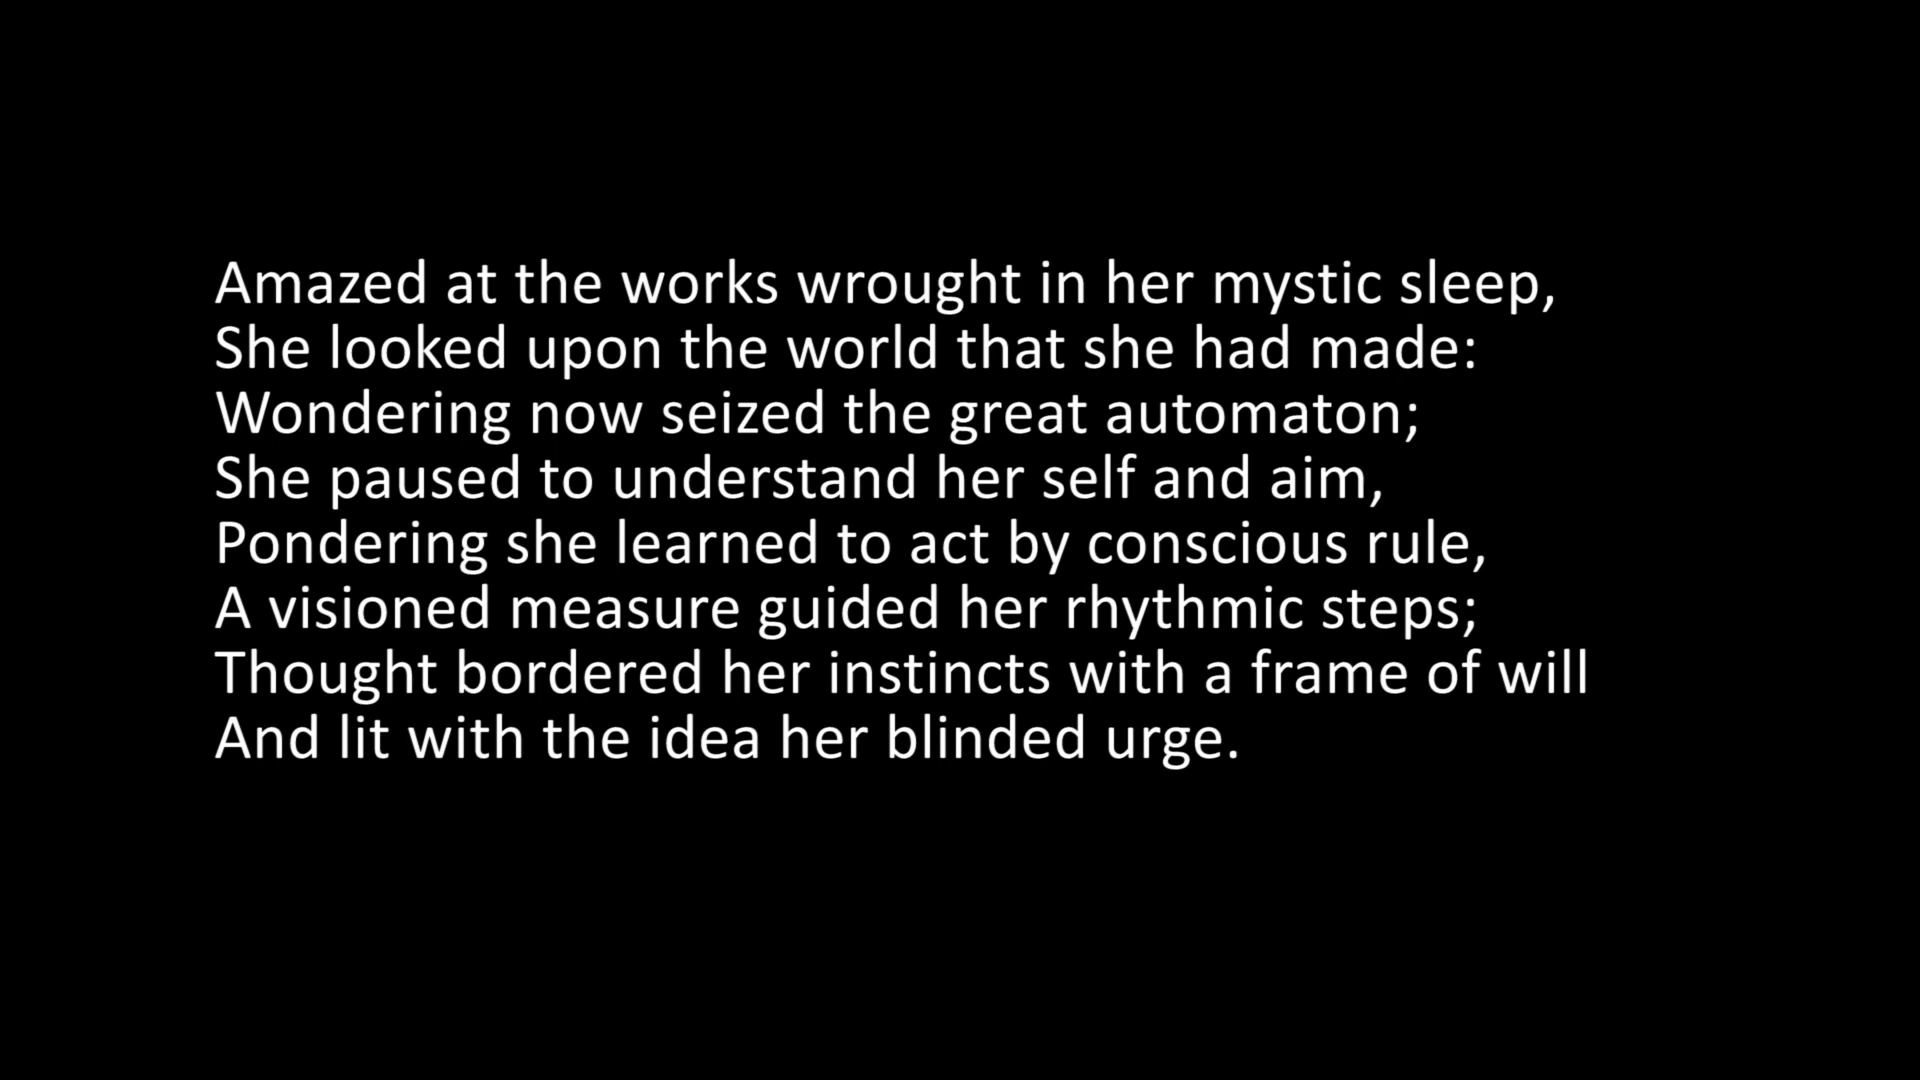 Amazed at the works wrought in her mystic sleep,
She looked upon the world that she had made:
Wondering now seized the great automaton;
She paused to understand her self and aim,
Pondering she learned to act by conscious rule,
A visioned measure guided her rhythmic steps;
Thought bordered her instincts with a frame of will
And lit with the idea her blinded urge.